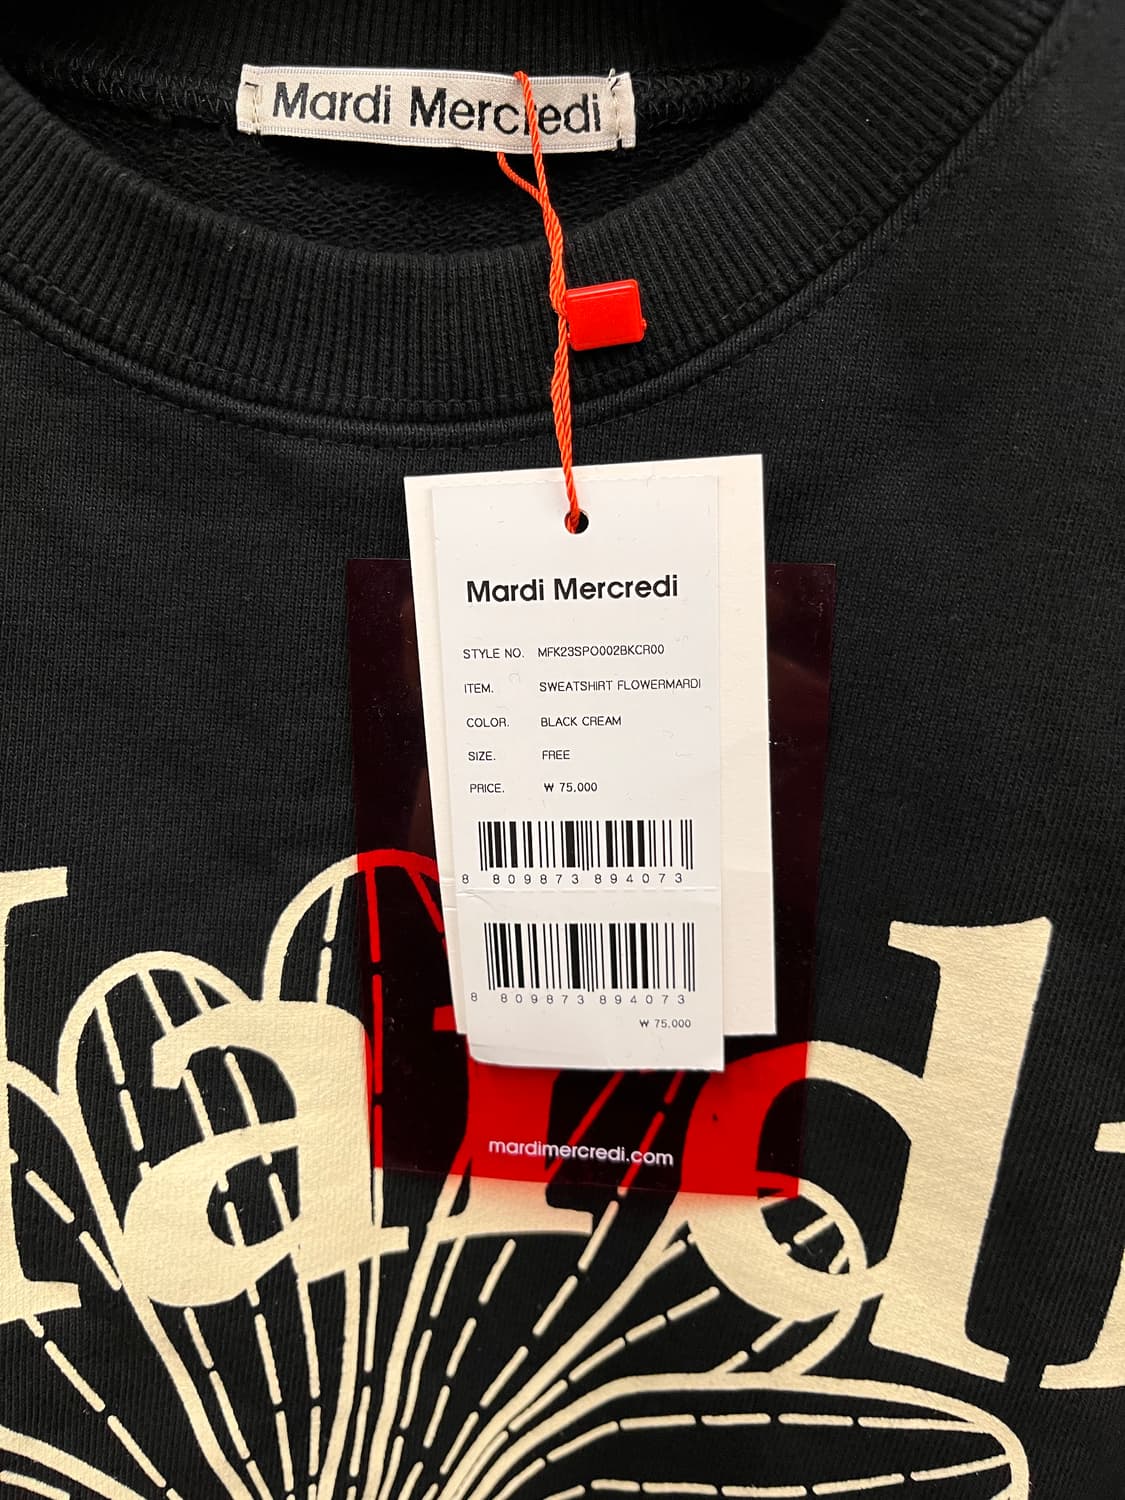 Mardi Mercredi
Mardi Mercredi
STYLE NO. MFK23SPO002BKCR00
ITEM. SWEATSHIRT FLOWERMARDI
COLOR. BLACK CREAM
SIZE. FREE
PRICE. ₩ 75,000
8 809873 894073
8 809873 894073
₩ 75,000
mardimercredi.com
ardi